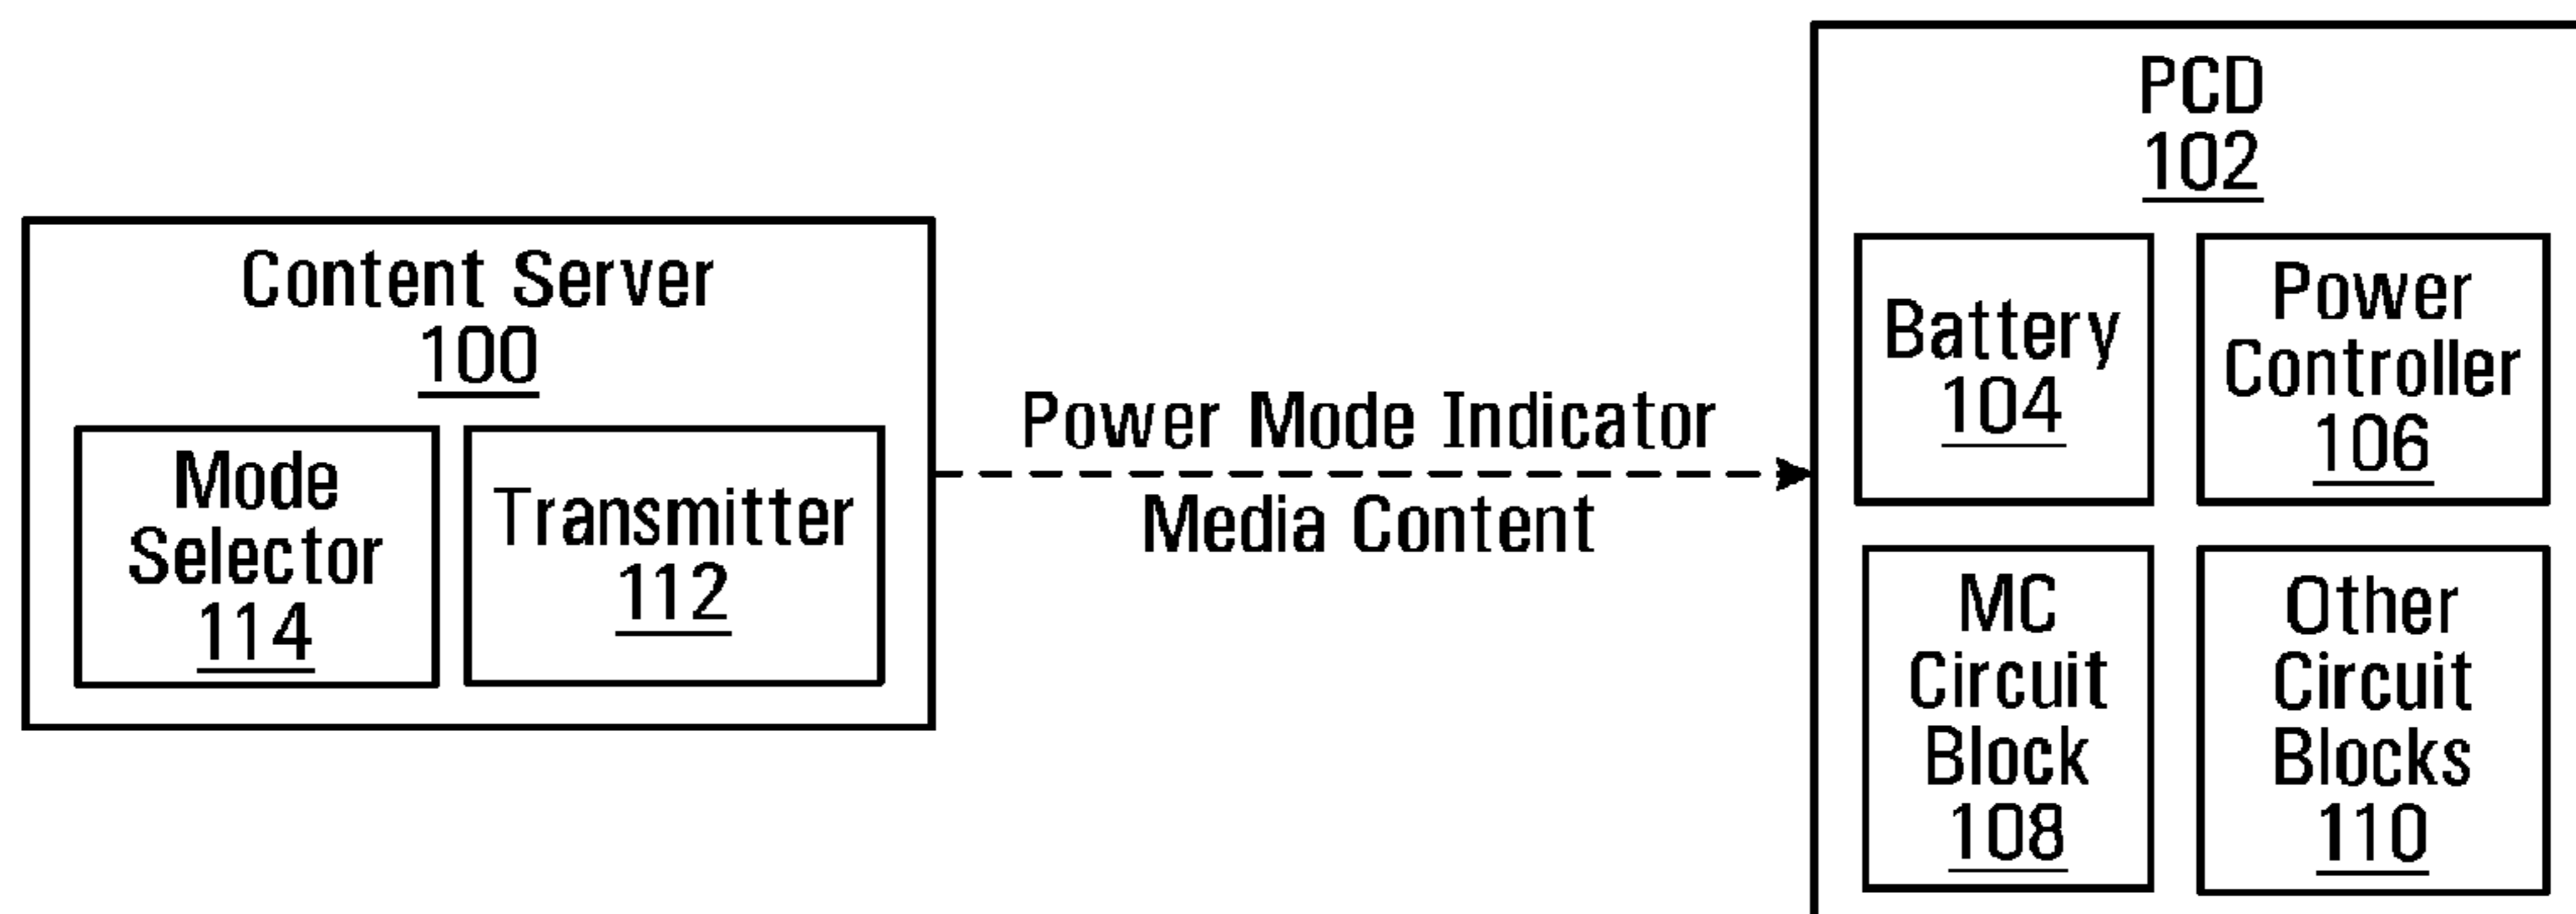 Content Server
100
Mode
Selector
114
Transmitter
112
Power Mode Indicator
Media Content
PCD
102
Battery
104
Power
Controller
106
MC
Circuit
Block
108
Other
Circuit
Blocks
110